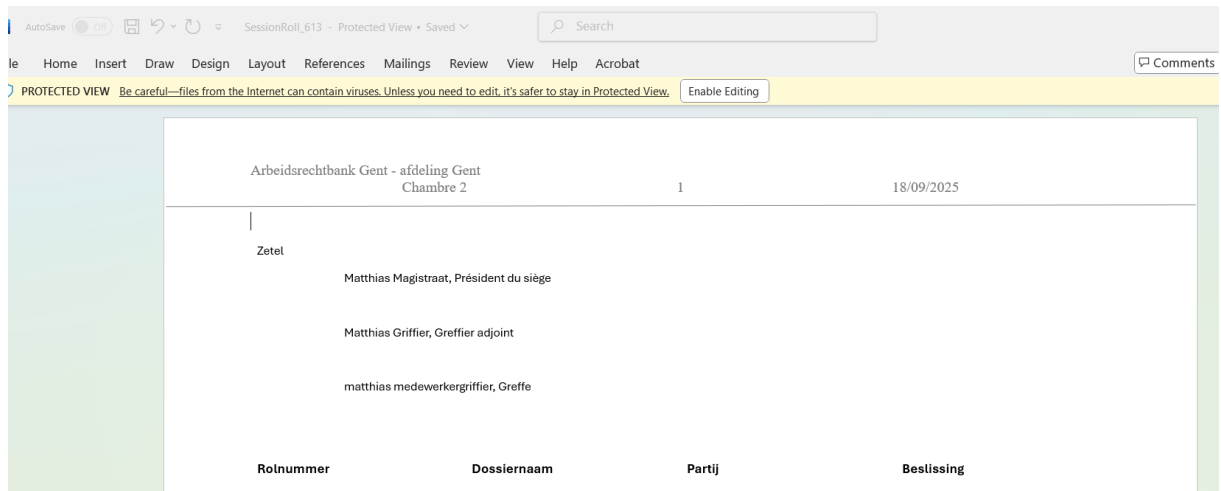 AutoSave Off SessionRoll_613 - Protected View • Saved Search
le Home Insert Draw Design Layout References Mailings Review View Help Acrobat Comments
PROTECTED VIEW Be careful—files from the Internet can contain viruses. Unless you need to edit, it's safer to stay in Protected View. Enable Editing
Arbeidsrechtbank Gent - afdeling Gent
Chambre 2 1 18/09/2025
Zetel
Matthias Magistraat, Président du siège
Matthias Griffier, Greffier adjoint
matthias medewerkergriffier, Greffe
Rolnummer Dossiernaam Partij Beslissing